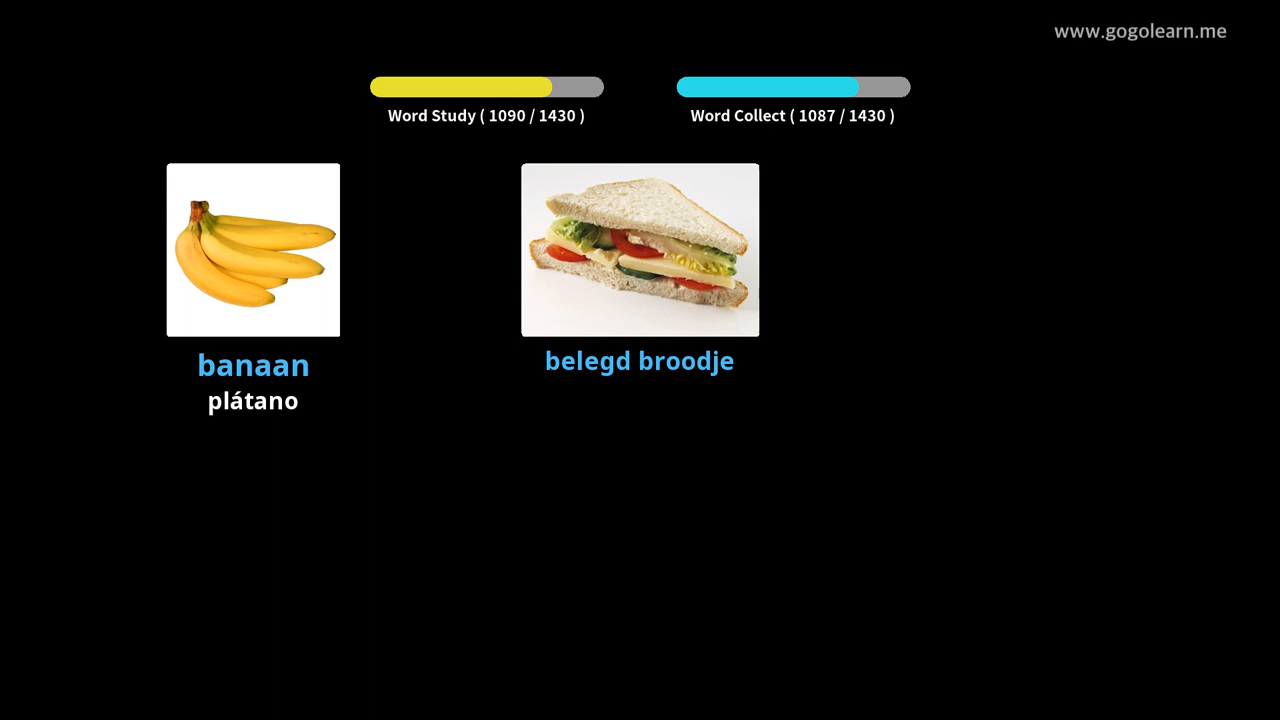 www.gogolearn.me
Word Study ( 1090 / 1430 )
Word Collect ( 1087 / 1430 )
banaan
plátano
belegd broodje